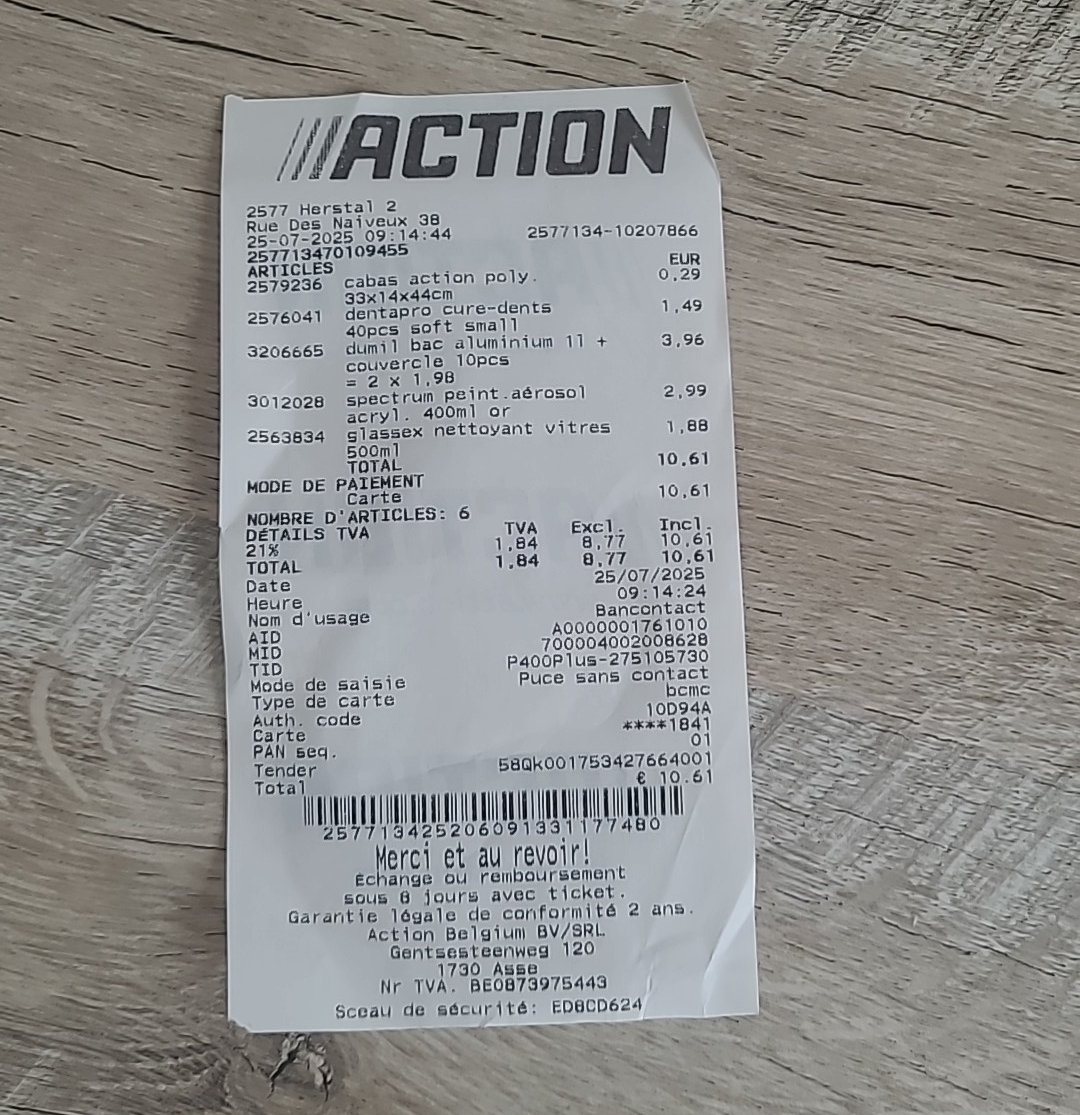 ACTION
2577 Herstal 2
Rue Des Naiveux 38
25-07-2025 09:14:44 2577134-10207866
257713470109455
ARTICLES EUR
2579236 cabas action poly. 0,29
33x14x44cm
2576041 dentapro cure-dents 1,49
40pcs soft small
3206665 dumil bac aluminium 1l + 3,96
couvercle 10pcs
= 2 x 1,98
3012028 spectrum peint.aérosol 2,99
acryl. 400ml or
2563834 glassex nettoyant vitres 1,88
500ml
TOTAL 10,61
MODE DE PAIEMENT
Carte 10,61
NOMBRE D'ARTICLES: 6
DÉTAILS TVA TVA Excl. Incl.
21% 1,84 8,77 10,61
TOTAL 1,84 8,77 10,61
Date 25/07/2025
Heure 09:14:24
Nom d'usage Bancontact
AID A0000001761010
MID 700004002008628
TID P400Plus-275105730
Mode de saisie Puce sans contact
Type de carte bcmc
Auth. code 10D94A
Carte ****1841
PAN seq. 01
Tender 58Qk001753427664001
Total € 10.61
257713425206091331177480
Merci et au revoir!
Échange ou remboursement
sous 8 jours avec ticket.
Garantie légale de conformité 2 ans.
Action Belgium BV/SRL
Gentsesteenweg 120
1730 Asse
Nr TVA. BE0873975443
Sceau de sécurité: ED8CD624